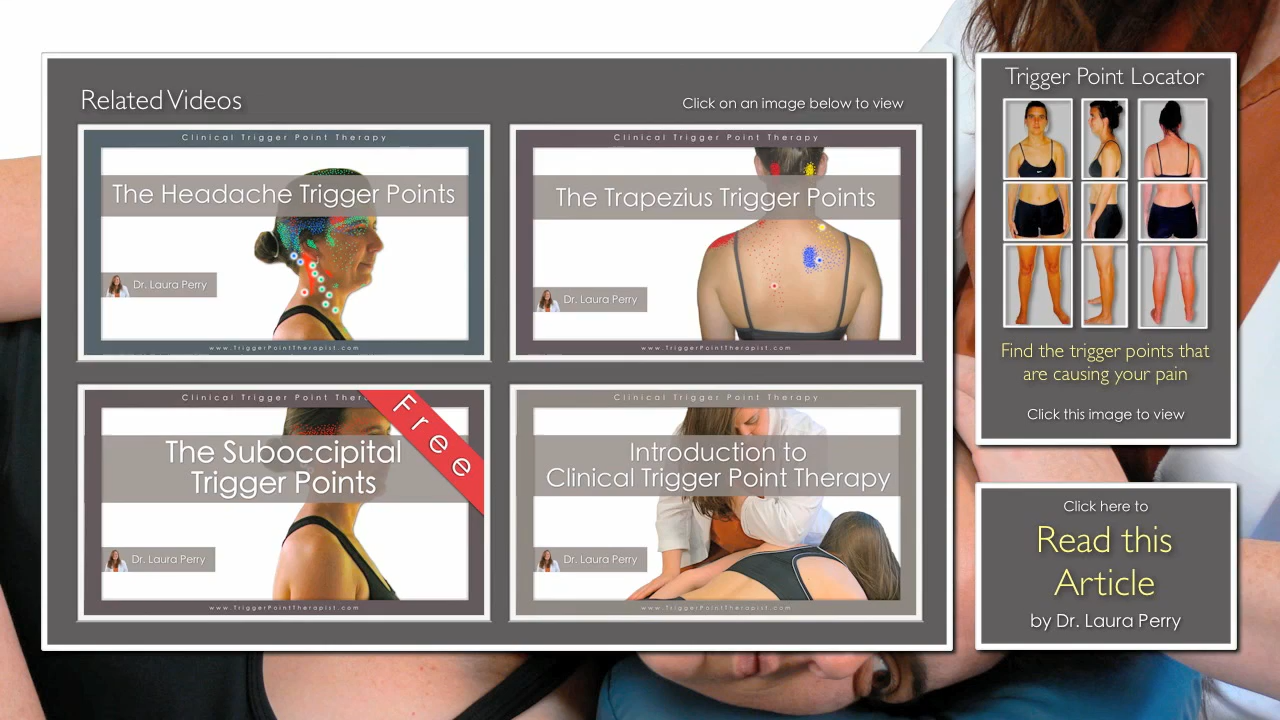 Related Videos
Click on an image below to view
Clinical Trigger Point Therapy
The Headache Trigger Points
Dr. Laura Perry
www.TriggerPointTherapist.com
Clinical Trigger Point Therapy
The Trapezius Trigger Points
Dr. Laura Perry
www.TriggerPointTherapist.com
Clinical Trigger Point Thera
Free
The Suboccipital
Trigger Points
Dr. Laura Perry
www.TriggerPointTherapist.com
Clinical Trigger Point Therapy
Introduction to
Clinical Trigger Point Therapy
Dr. Laura Perry
www.TriggerPointTherapist.com
Trigger Point Locator
Find the trigger points that
are causing your pain
Click this image to view
Click here to
Read this
Article
by Dr. Laura Perry